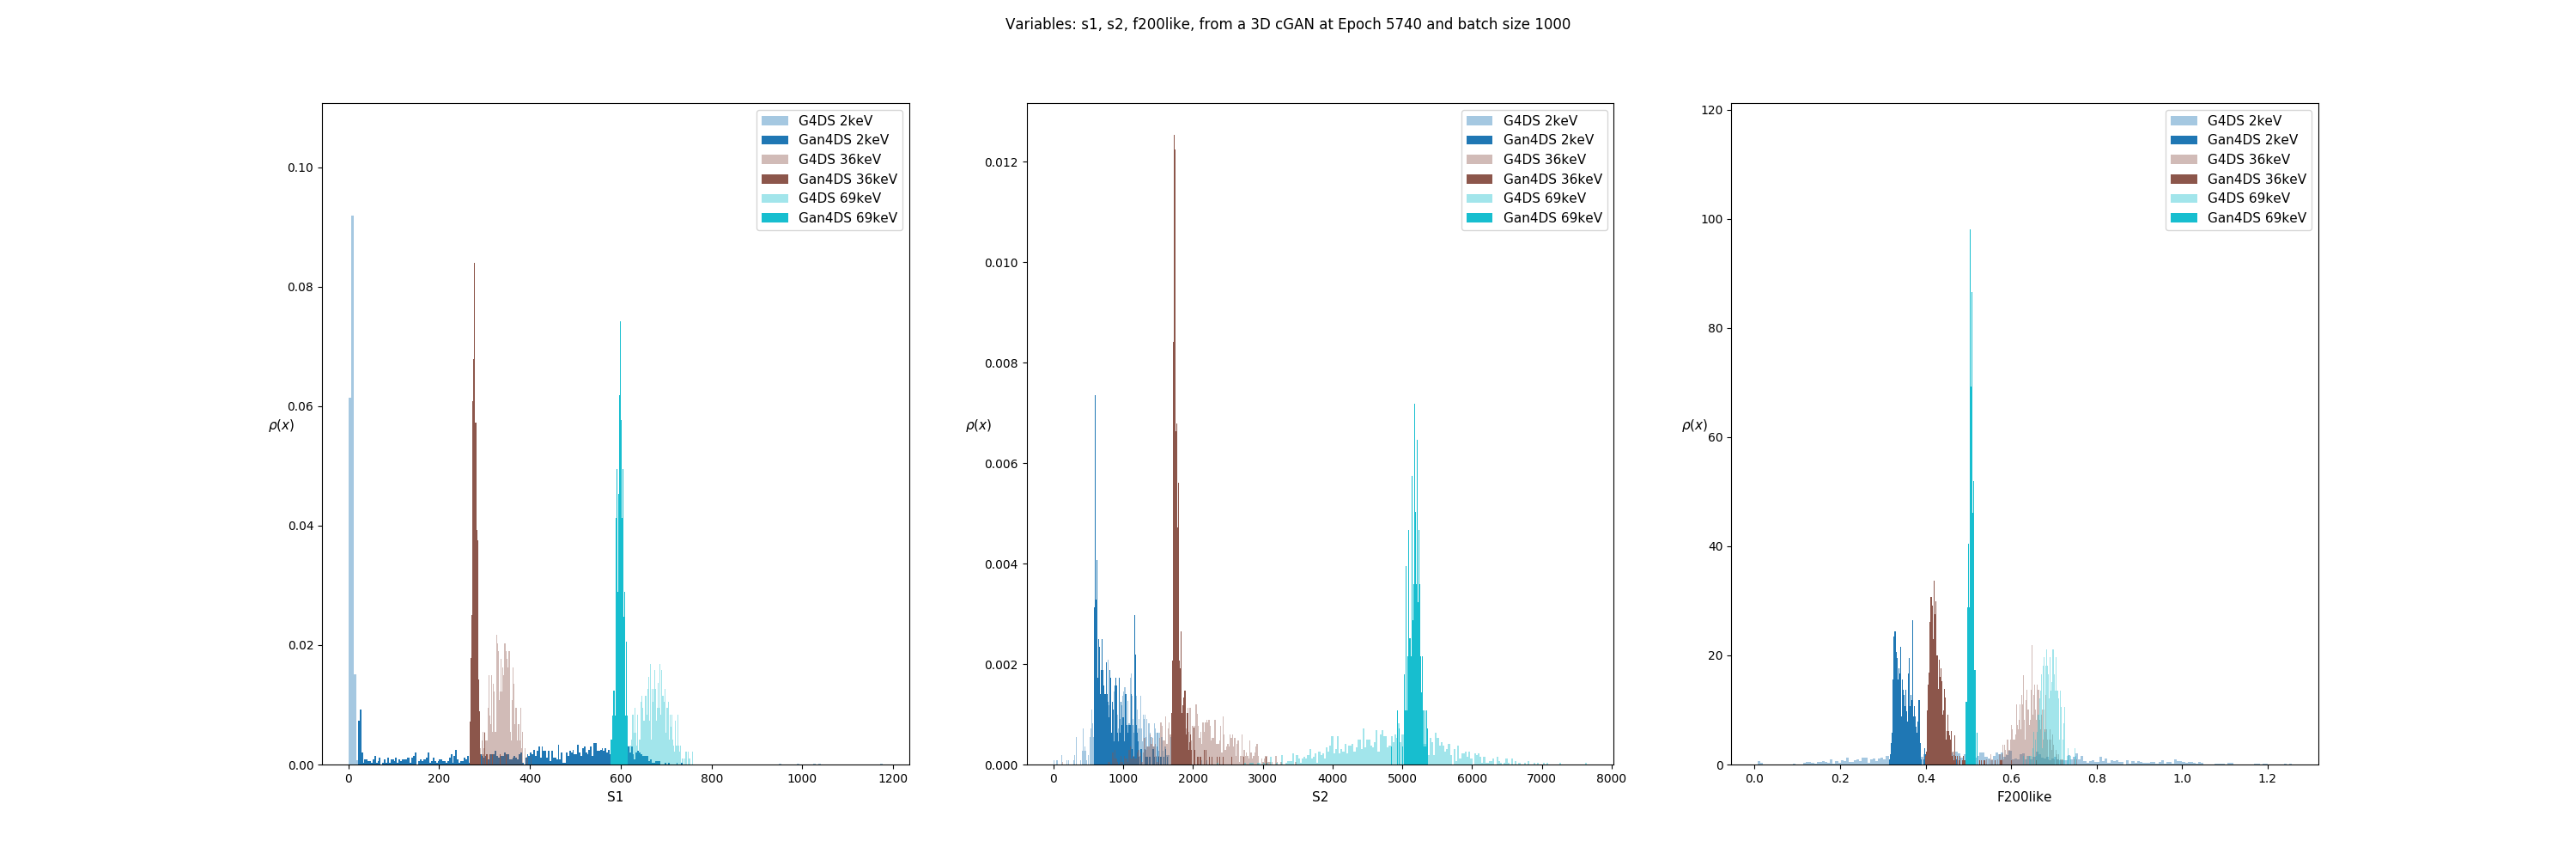 Variables: s1, s2, f200like, from a 3D cGAN at Epoch 5740 and batch size 1000
G4DS 2keV
Gan4DS 2keV
G4DS 36keV
Gan4DS 36keV
G4DS 69keV
Gan4DS 69keV
0.10
0.08
0.06
0.04
0.02
0.00
ρ(x)
0 200 400 600 800 1000 1200
S1
G4DS 2keV
Gan4DS 2keV
G4DS 36keV
Gan4DS 36keV
G4DS 69keV
Gan4DS 69keV
0.012
0.010
0.008
0.006
0.004
0.002
0.000
ρ(x)
0 1000 2000 3000 4000 5000 6000 7000 8000
S2
G4DS 2keV
Gan4DS 2keV
G4DS 36keV
Gan4DS 36keV
G4DS 69keV
Gan4DS 69keV
120
100
80
60
40
20
0
ρ(x)
0.0 0.2 0.4 0.6 0.8 1.0 1.2
F200like